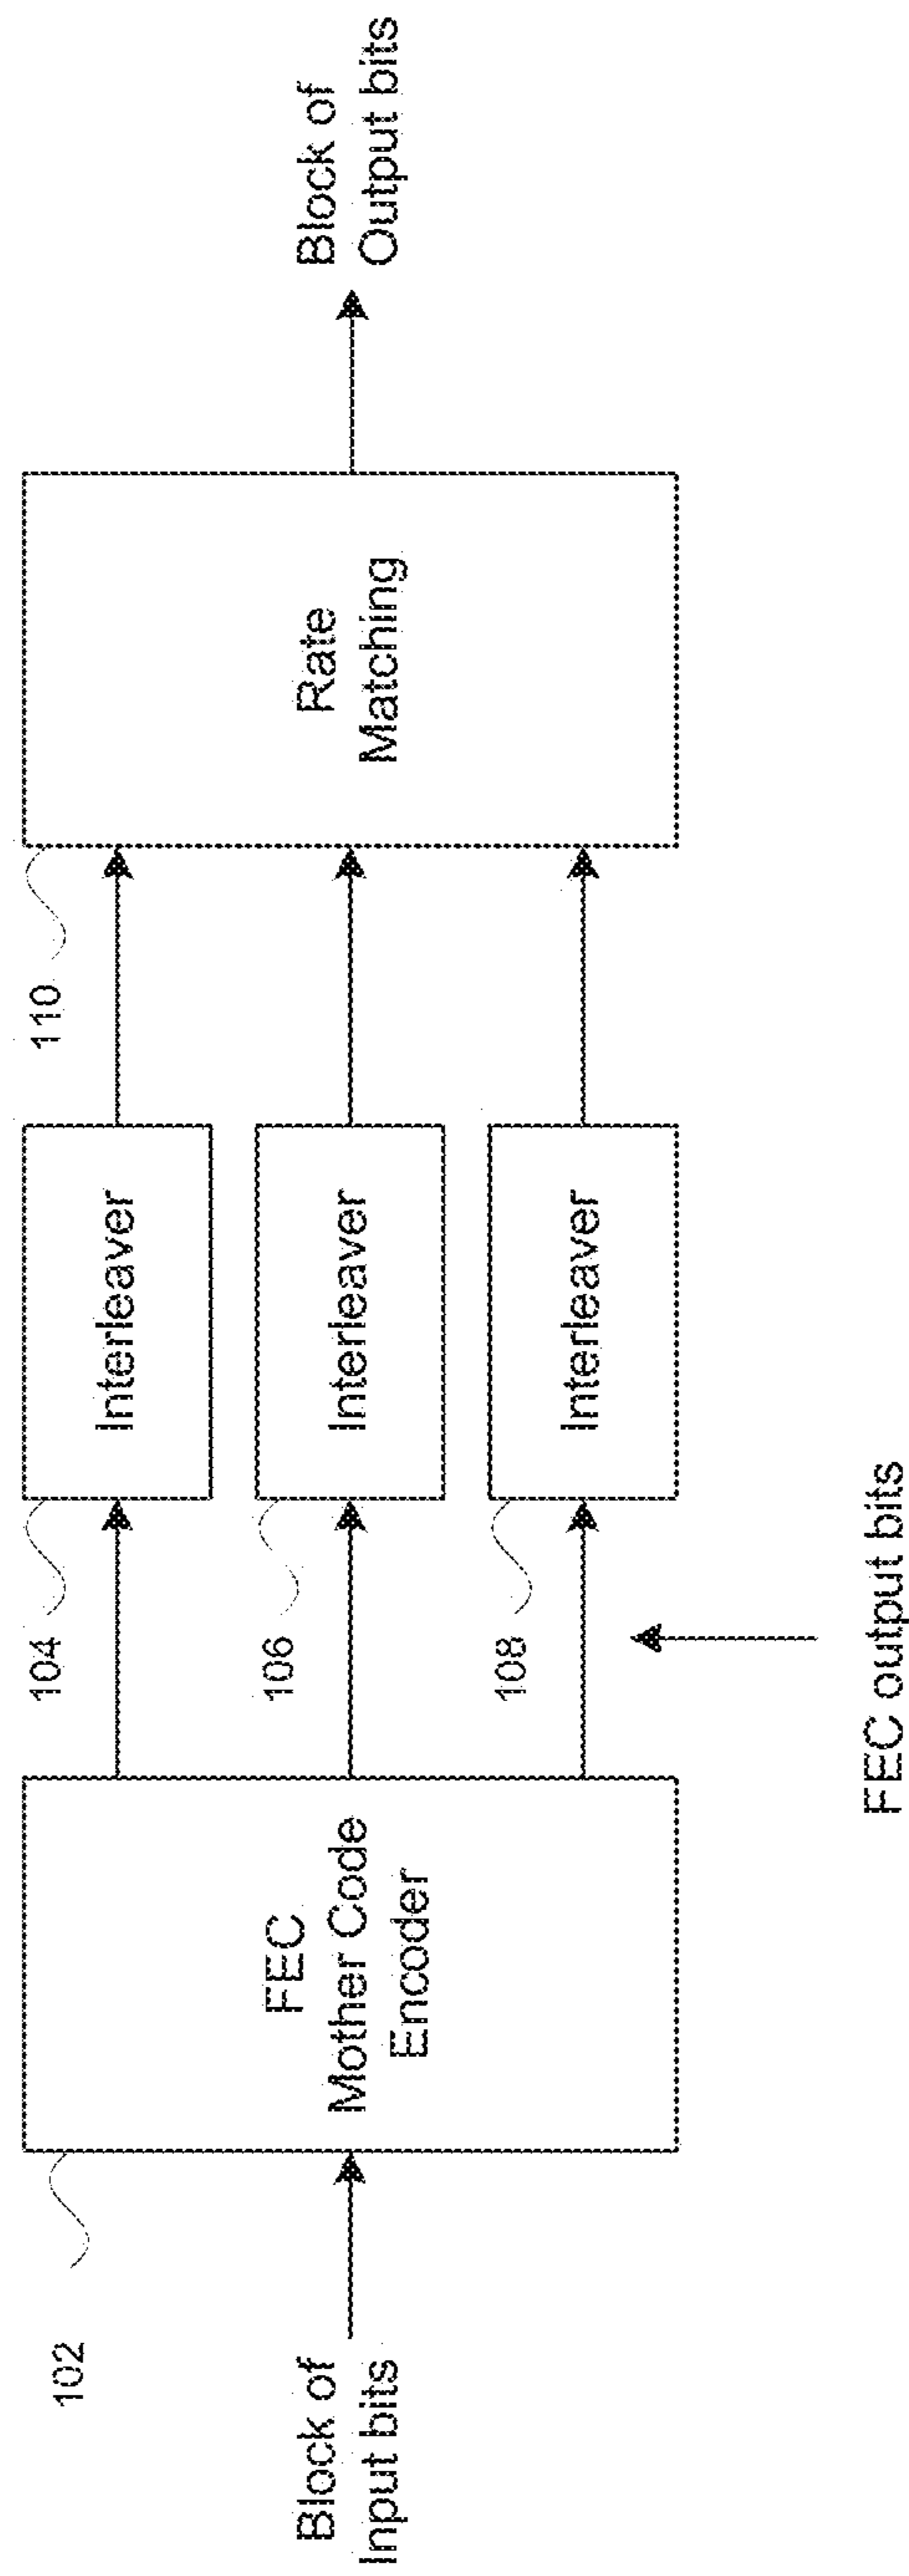 102
Block of
Input bits
FEC
Mother Code
Encoder
104
Interleaver
106
Interleaver
108
Interleaver
FEC output bits
110
Rate
Matching
Block of
Output bits